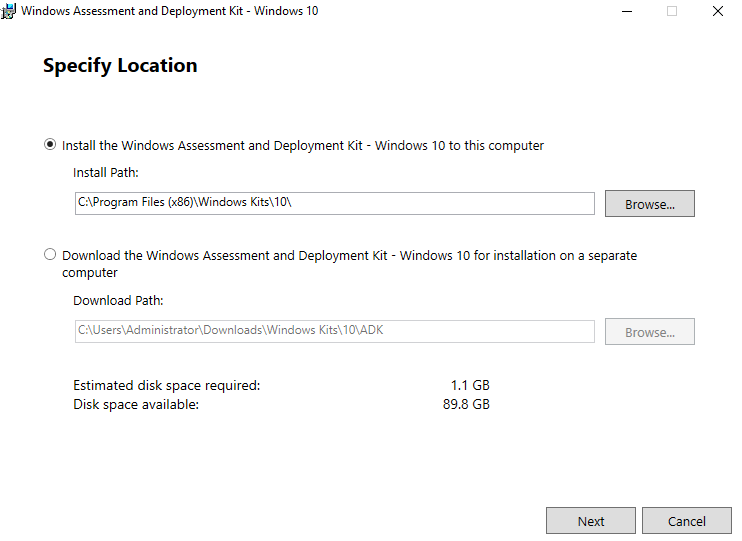 Windows Assessment and Deployment Kit - Windows 10
Specify Location
Install the Windows Assessment and Deployment Kit - Windows 10 to this computer
Install Path:
C:\Program Files (x86)\Windows Kits\10\
Browse...
Download the Windows Assessment and Deployment Kit - Windows 10 for installation on a separate
computer
Download Path:
C:\Users\Administrator\Downloads\Windows Kits\10\ADK
Browse...
Estimated disk space required: 1.1 GB
Disk space available: 89.8 GB
Next Cancel